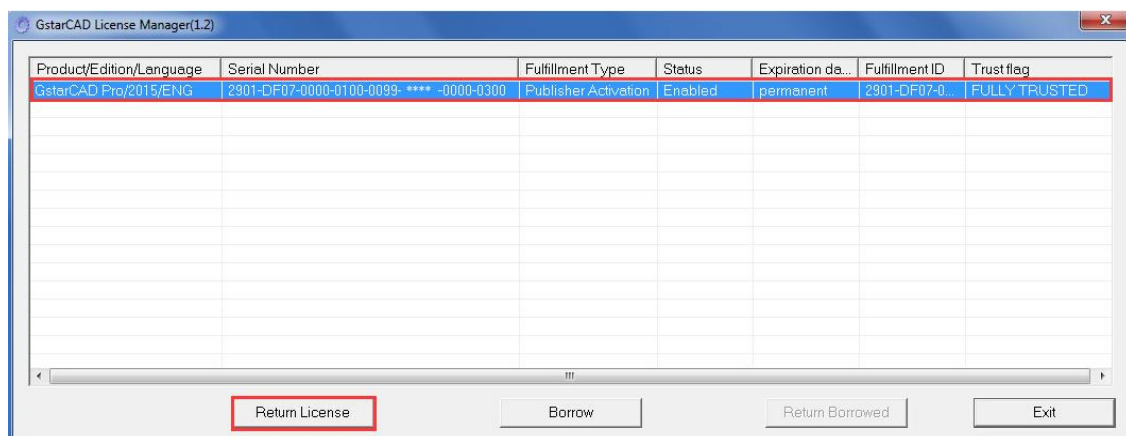 GstarCAD License Manager(1.2)
Product/Edition/Language Serial Number Fulfillment Type Status Expiration da... Fulfillment ID Trust flag
GstarCAD Pro/2015/ENG 2901-DF07-0000-0100-0099- **** -0000-0300 Publisher Activation Enabled permanent 2901-DF07-0... FULLY TRUSTED
Return License Borrow Return Borrowed Exit